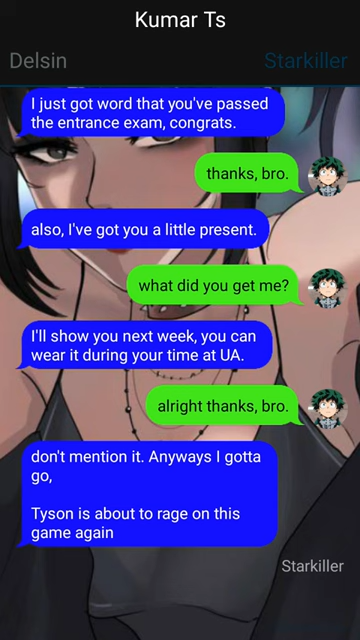 Kumar Ts
Delsin
Starkiller
I just got word that you've passed
the entrance exam, congrats.
thanks, bro.
also, I've got you a little present.
what did you get me?
I'll show you next week, you can
wear it during your time at UA.
alright thanks, bro.
don't mention it. Anyways I gotta
go,
Tyson is about to rage on this
game again
Starkiller